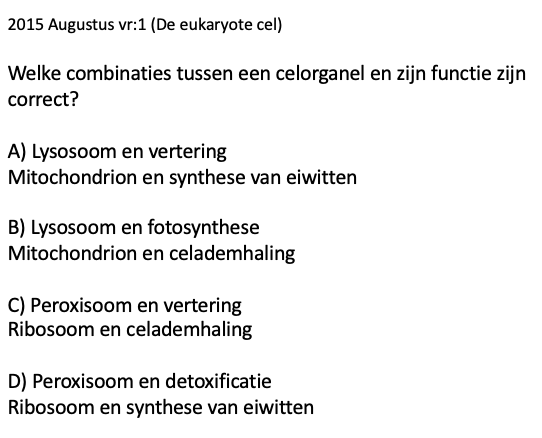 2015 Augustus vr:1 (De eukaryote cel)
Welke combinaties tussen een celorganel en zijn functie zijn
correct?
A) Lysosoom en vertering
Mitochondrion en synthese van eiwitten
B) Lysosoom en fotosynthese
Mitochondrion en celademhaling
C) Peroxisoom en vertering
Ribosoom en celademhaling
D) Peroxisoom en detoxificatie
Ribosoom en synthese van eiwitten